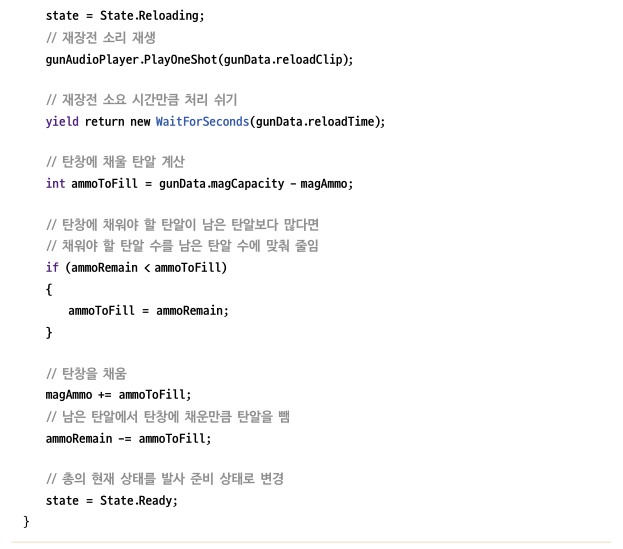 state = State.Reloading;
// 재장전 소리 재생
gunAudioPlayer.PlayOneShot(gunData.reloadClip);
// 재장전 소요 시간만큼 처리 쉬기
yield return new WaitForSeconds(gunData.reloadTime);
// 탄창에 채울 탄알 계산
int ammoToFill = gunData.magCapacity - magAmmo;
// 탄창에 채워야 할 탄알이 남은 탄알보다 많다면
// 채워야 할 탄알 수를 남은 탄알 수에 맞춰 줄임
if (ammoRemain < ammoToFill)
{
ammoToFill = ammoRemain;
}
// 탄창을 채움
magAmmo += ammoToFill;
// 남은 탄알에서 탄창에 채운만큼 탄알을 뺌
ammoRemain -= ammoToFill;
// 총의 현재 상태를 발사 준비 상태로 변경
state = State.Ready;
}